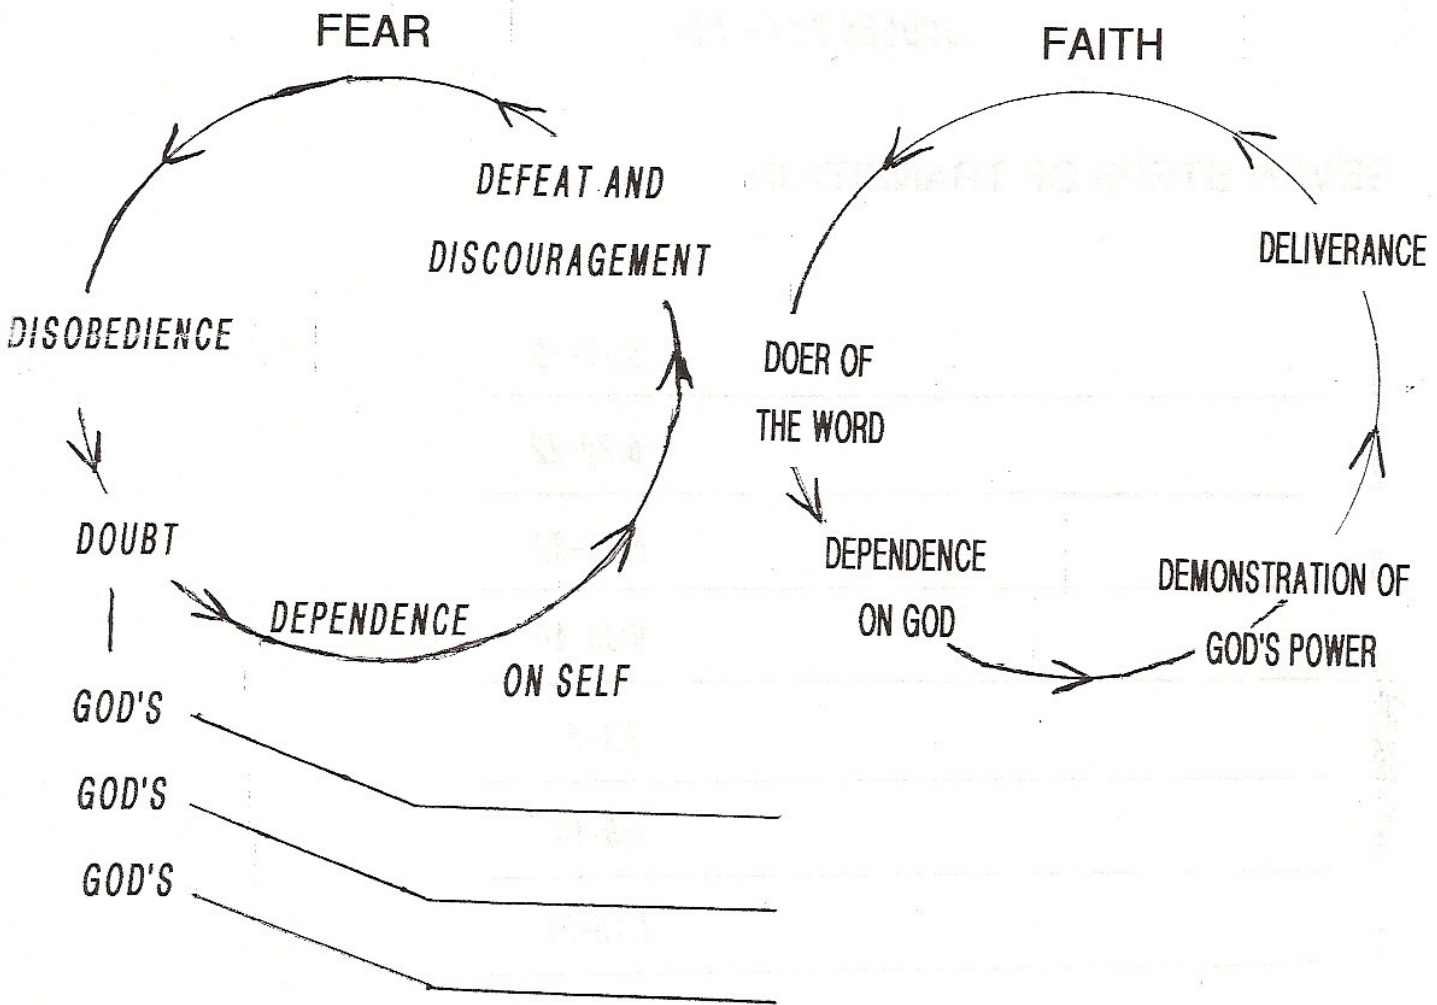 FEAR
DEFEAT AND
DISCOURAGEMENT
DISOBEDIENCE
DOUBT
DEPENDENCE
ON SELF
GOD'S
GOD'S
GOD'S
FAITH
DELIVERANCE
DOER OF
THE WORD
DEPENDENCE
ON GOD
DEMONSTRATION OF
GOD'S POWER